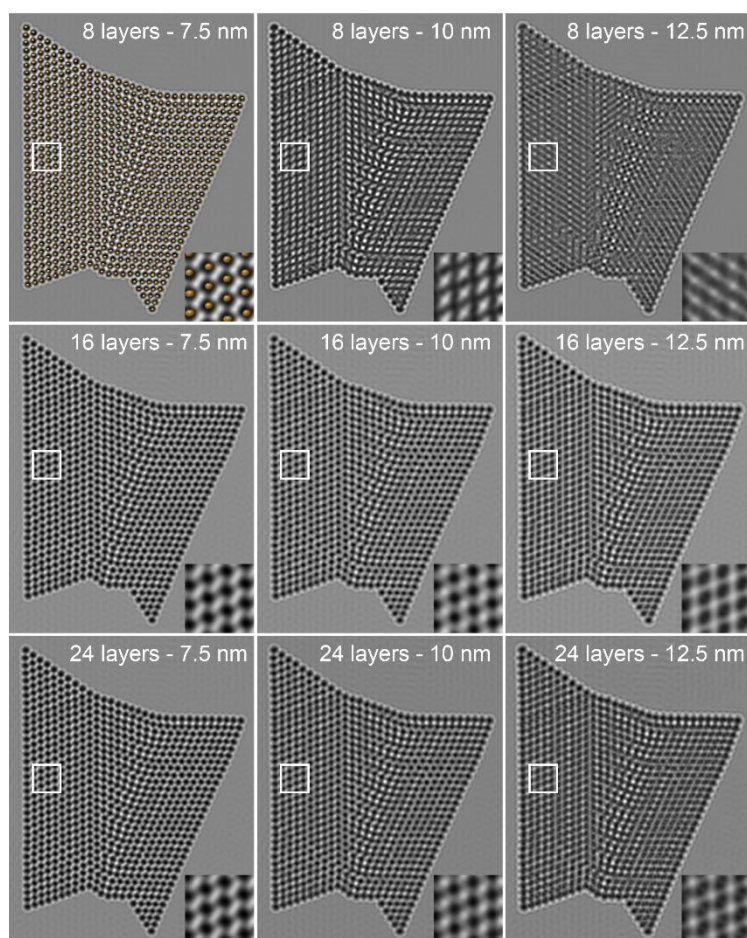 8 layers - 7.5 nm
8 layers - 10 nm
8 layers - 12.5 nm
16 layers - 7.5 nm
16 layers - 10 nm
16 layers - 12.5 nm
24 layers - 7.5 nm
24 layers - 10 nm
24 layers - 12.5 nm